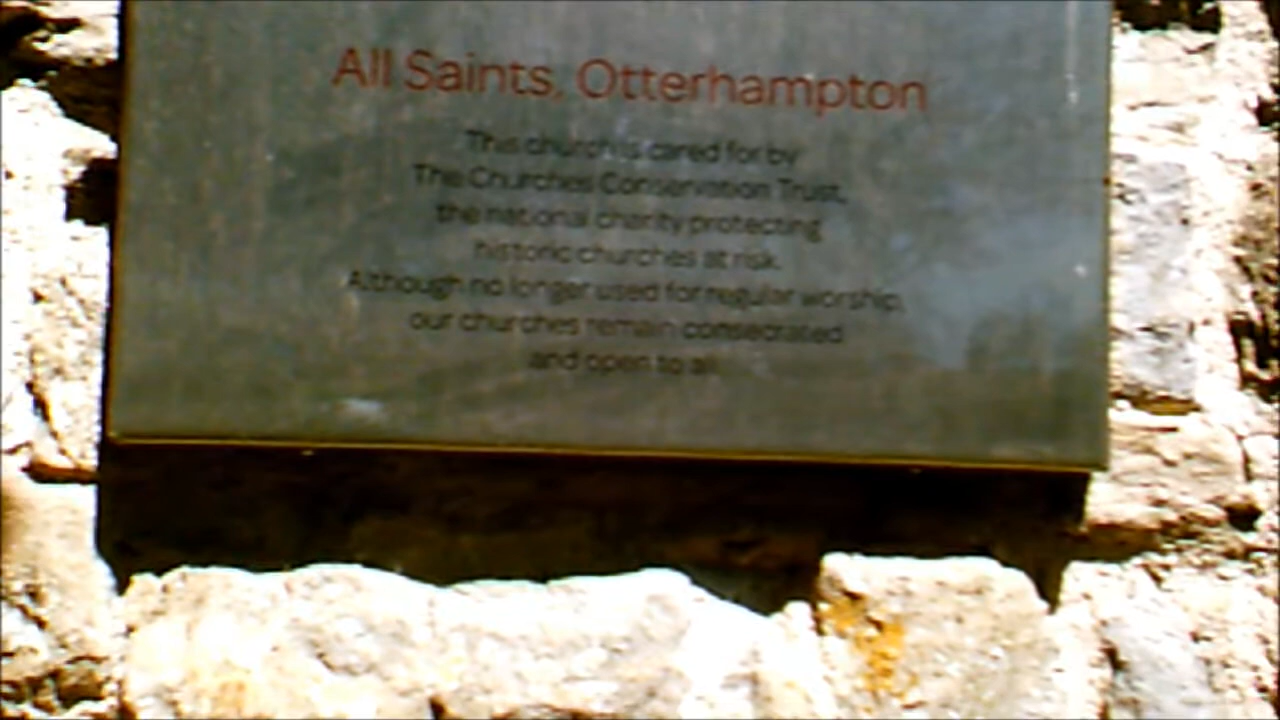 All Saints, Otterhampton
This church is cared for by
The Churches Conservation Trust,
the national charity protecting
historic churches at risk.
Although no longer used for regular worship,
our churches remain consecrated
and open to all